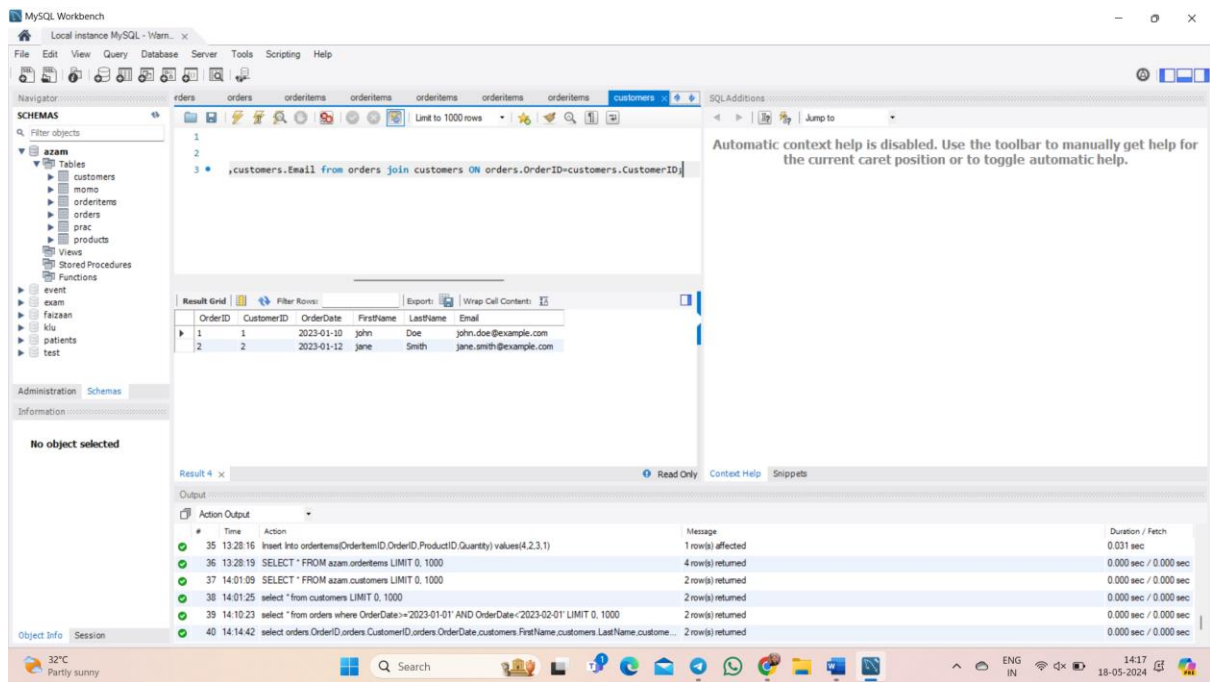 MySQL Workbench
Local instance MySQL - Warn... ×
File Edit View Query Database Server Tools Scripting Help
Navigator
SCHEMAS
Filter objects
azam
Tables
customers
momo
orderitems
orders
prac
products
Views
Stored Procedures
Functions
event
exam
faizaan
klu
patients
test
Administration Schemas
Information
No object selected
Object Info Session
rders orders orderitems orderitems orderitems orderitems orderitems customers ×
Limit to 1000 rows
1
2
3 ,customers.Email from orders join customers ON orders.OrderID=customers.CustomerID;
Result Grid Filter Rows: Export: Wrap Cell Content:
OrderID CustomerID OrderDate FirstName LastName Email
1 1 2023-01-10 john Doe john.doe@example.com
2 2 2023-01-12 jane Smith jane.smith@example.com
Result 4 × Read Only
SQLAdditions
Jump to
Automatic context help is disabled. Use the toolbar to manually get help for
the current caret position or to toggle automatic help.
Context Help Snippets
Output
Action Output
# Time Action Message Duration / Fetch
35 13:28:16 Insert into orderitems(OrderItemID,OrderID,ProductID,Quantity) values(4,2,3,1) 1 row(s) affected 0.031 sec
36 13:28:19 SELECT * FROM azam.orderitems LIMIT 0, 1000 4 row(s) returned 0.000 sec / 0.000 sec
37 14:01:09 SELECT * FROM azam.customers LIMIT 0, 1000 2 row(s) returned 0.000 sec / 0.000 sec
38 14:01:25 select *from customers LIMIT 0, 1000 2 row(s) returned 0.000 sec / 0.000 sec
39 14:10:23 select *from orders where OrderDate>='2023-01-01' AND OrderDate<'2023-02-01' LIMIT 0, 1000 2 row(s) returned 0.000 sec / 0.000 sec
40 14:14:42 select orders.OrderID,orders.CustomerID,orders.OrderDate,customers.FirstName,customers.LastName,custome... 2 row(s) returned 0.000 sec / 0.000 sec
32°C
Partly sunny
Search
ENG
IN
14:17
18-05-2024